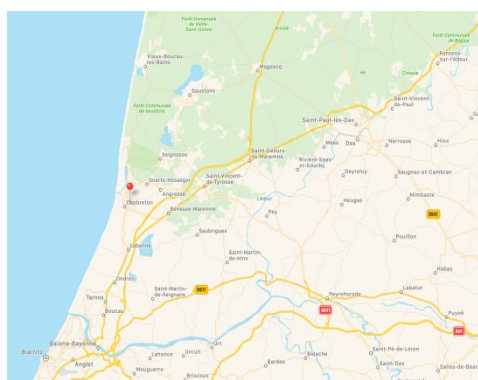 Forêt Domaniale
de Vielle-
Saint-Girons
Forêt Communale
de Bégaar
Vieux-Boucau-
les-Bains
Magescq
Pontonx-
sur-l'Adour
Soustons
Saint-Vincent-
de-Paul
Forêt Communale
de Soustons
Saint-Paul-lès-Dax
Mées
Dax
Narrosse
Hinx
Seignosse
Saint-Geours-
de-Maremne
Rivière-Saas-
et-Gourby
Oeyreluy
Saugnac-et-Cambran
Soorts-Hossegor
Saint-Vincent-
de-Tyrosse
Angresse
Capbreton
Heugas
Mimbaste
Bénesse-Maremne
Pey
Saubrigues
Pouillon
Labenne
Saint-Martin-
de-Hinx
Habas
Ondres
Saint-Martin-
de-Seignanx
Peyrehorade
Labatut
Tarnos
Boucau
A641
Puyoô
A64
Biarritz
Anglet
Lahonce
Urcuit
Urt
Bidache
Saint-Pé-de-Léren
Bardos
Saint-Dos
Mouguerre
Briscous
Salies-de-Béarn